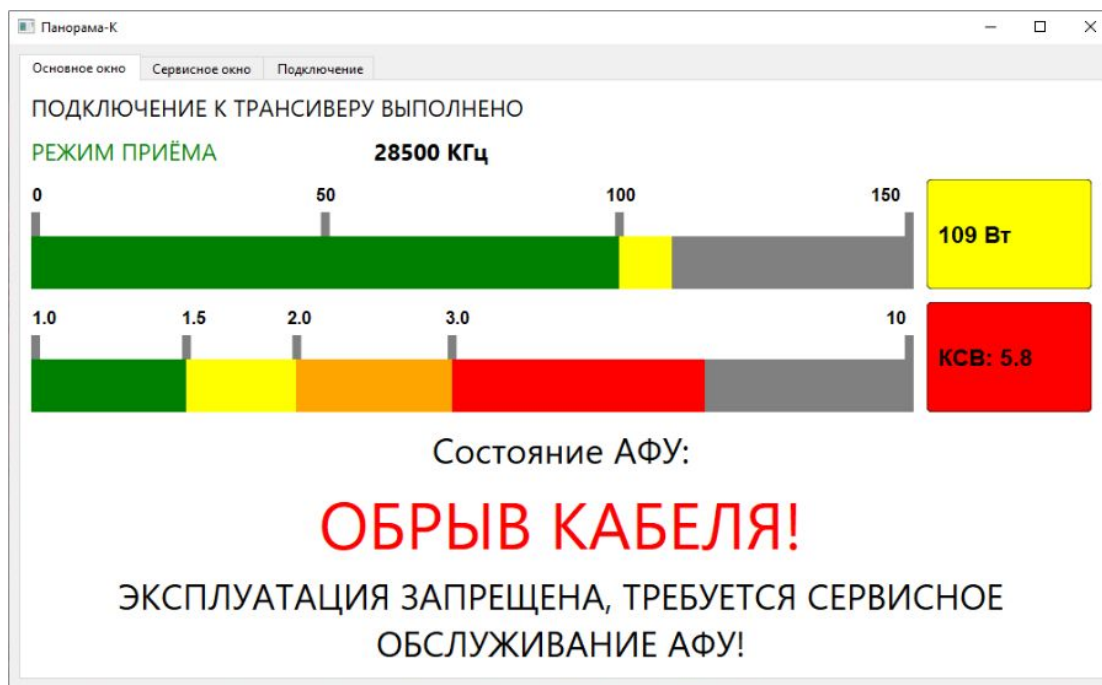 Панорама-К
Основное окно Сервисное окно Подключение
ПОДКЛЮЧЕНИЕ К ТРАНСИВЕРУ ВЫПОЛНЕНО
РЕЖИМ ПРИЁМА 28500 КГц
0 50 100 150
109 Вт
1.0 1.5 2.0 3.0 10
КСВ: 5.8
Состояние АФУ:
ОБРЫВ КАБЕЛЯ!
ЭКСПЛУАТАЦИЯ ЗАПРЕЩЕНА, ТРЕБУЕТСЯ СЕРВИСНОЕ
ОБСЛУЖИВАНИЕ АФУ!